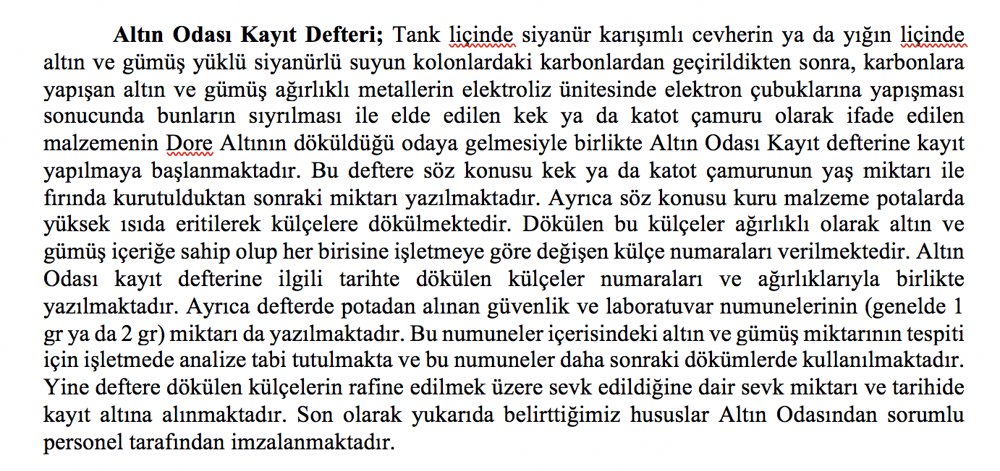 Altın Odası Kayıt Defteri; Tank liçinde siyanür karışımlı cevherin ya da yığın liçinde
altın ve gümüş yüklü siyanürlü suyun kolonlardaki karbonlardan geçirildikten sonra, karbonlara
yapışan altın ve gümüş ağırlıklı metallerin elektroliz ünitesinde elektron çubuklarına yapışması
sonucunda bunların sıyrılması ile elde edilen kek ya da katot çamuru olarak ifade edilen
malzemenin Dore Altının döküldüğü odaya gelmesiyle birlikte Altın Odası Kayıt defterine kayıt
yapılmaya başlanmaktadır. Bu deftere söz konusu kek ya da katot çamurunun yaş miktarı ile
fırında kurutulduktan sonraki miktarı yazılmaktadır. Ayrıca söz konusu kuru malzeme potalarda
yüksek ısıda eritilerek külçelere dökülmektedir. Dökülen bu külçeler ağırlıklı olarak altın ve
gümüş içeriğe sahip olup her birisine işletmeye göre değişen külçe numaraları verilmektedir. Altın
Odası kayıt defterine ilgili tarihte dökülen külçeler numaraları ve ağırlıklarıyla birlikte
yazılmaktadır. Ayrıca defterde potadan alınan güvenlik ve laboratuvar numunelerinin (genelde 1
gr ya da 2 gr) miktarı da yazılmaktadır. Bu numuneler içerisindeki altın ve gümüş miktarının tespiti
için işletmede analize tabi tutulmakta ve bu numuneler daha sonraki dökümlerde kullanılmaktadır.
Yine deftere dökülen külçelerin rafine edilmek üzere sevk edildiğine dair sevk miktarı ve tarihide
kayıt altına alınmaktadır. Son olarak yukarıda belirttiğimiz hususlar Altın Odasından sorumlu
personel tarafından imzalanmaktadır.